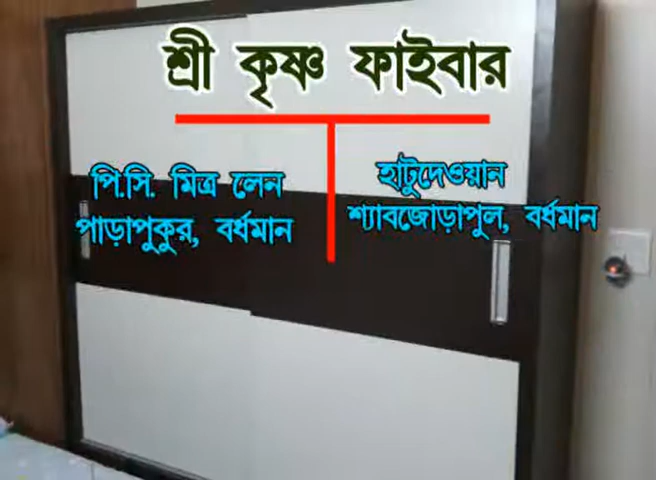 শ্রী কৃষ্ণ ফাইবার
পি.সি. মিত্র লেন
পাড়াপুকুর, বর্ধমান
হাটুদেওয়ান
শ্যাবজোড়াপুল, বর্ধমান